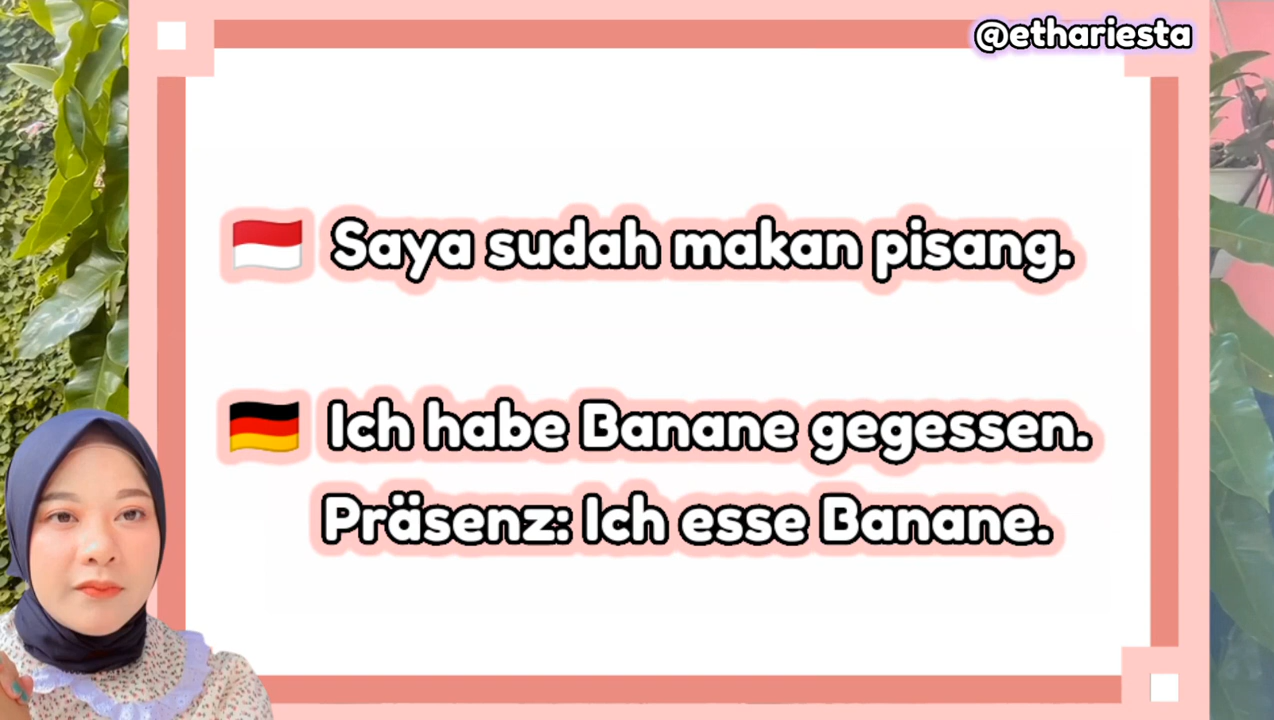 @ethariesta
Saya sudah makan pisang.
Ich habe Banane gegessen.
Präsenz: Ich esse Banane.